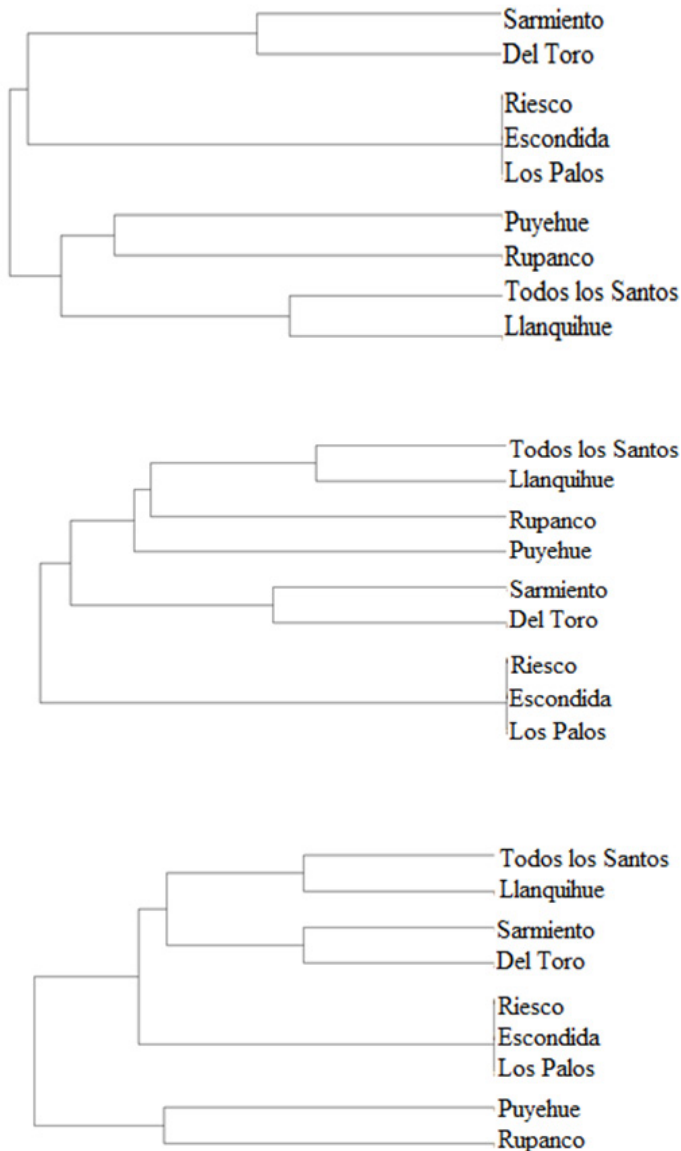 Sarmiento
Del Toro
Riesco
Escondida
Los Palos
Puyehue
Rupanco
Todos los Santos
Llanquihue
Todos los Santos
Llanquihue
Rupanco
Puyehue
Sarmiento
Del Toro
Riesco
Escondida
Los Palos
Todos los Santos
Llanquihue
Sarmiento
Del Toro
Riesco
Escondida
Los Palos
Puyehue
Rupanco